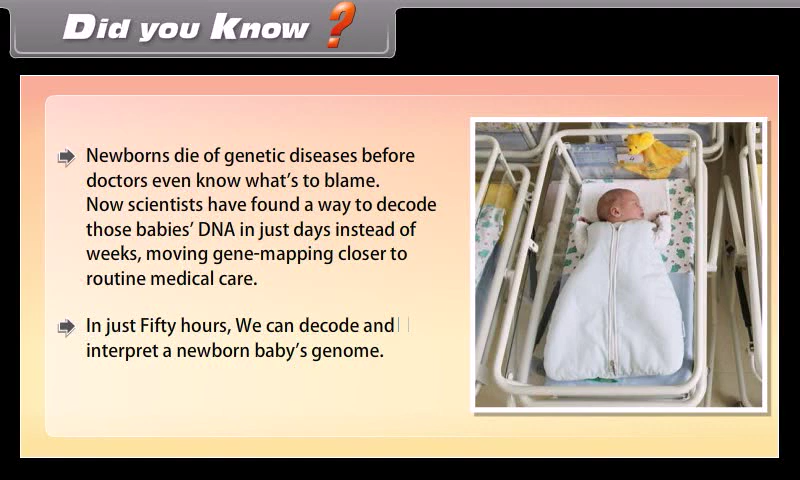 Did you Know ?
Newborns die of genetic diseases before
doctors even know what's to blame.
Now scientists have found a way to decode
those babies’ DNA in just days instead of
weeks, moving gene-mapping closer to
routine medical care.
In just Fifty hours, We can decode and
interpret a newborn baby’s genome.